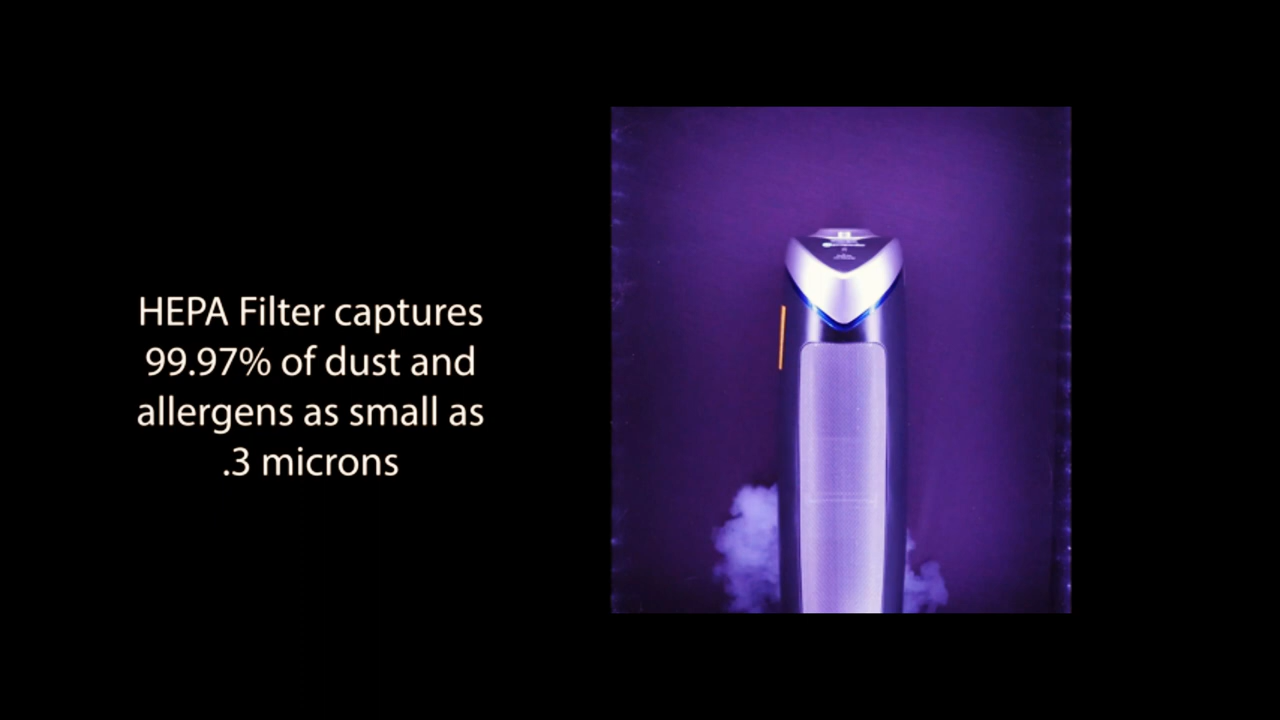 HEPA Filter captures
99.97% of dust and
allergens as small as
.3 microns